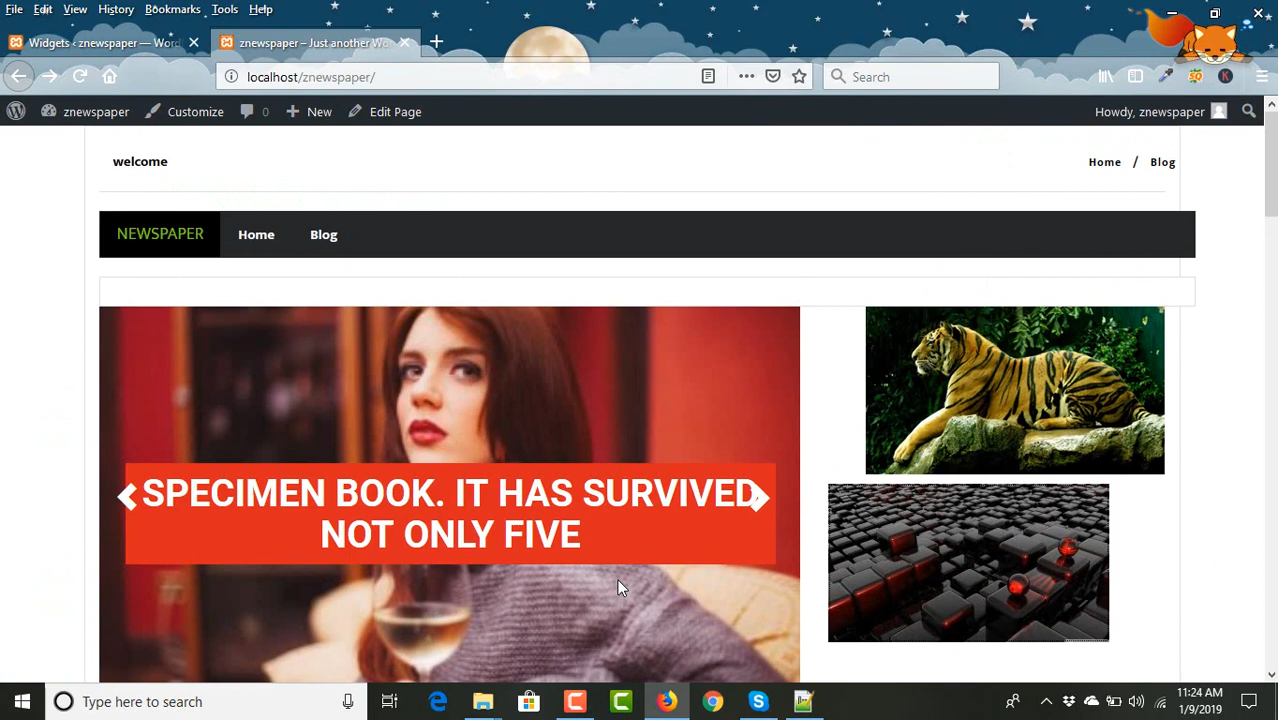 File Edit View History Bookmarks Tools Help
Widgets ‹ znewspaper — Word
znewspaper – Just another Wo
localhost/znewspaper/
Search
znewspaper Customize 0 New Edit Page Howdy, znewspaper
welcome Home / Blog
NEWSPAPER Home Blog
SPECIMEN BOOK. IT HAS SURVIVED
NOT ONLY FIVE
Type here to search
11:24 AM
1/9/2019